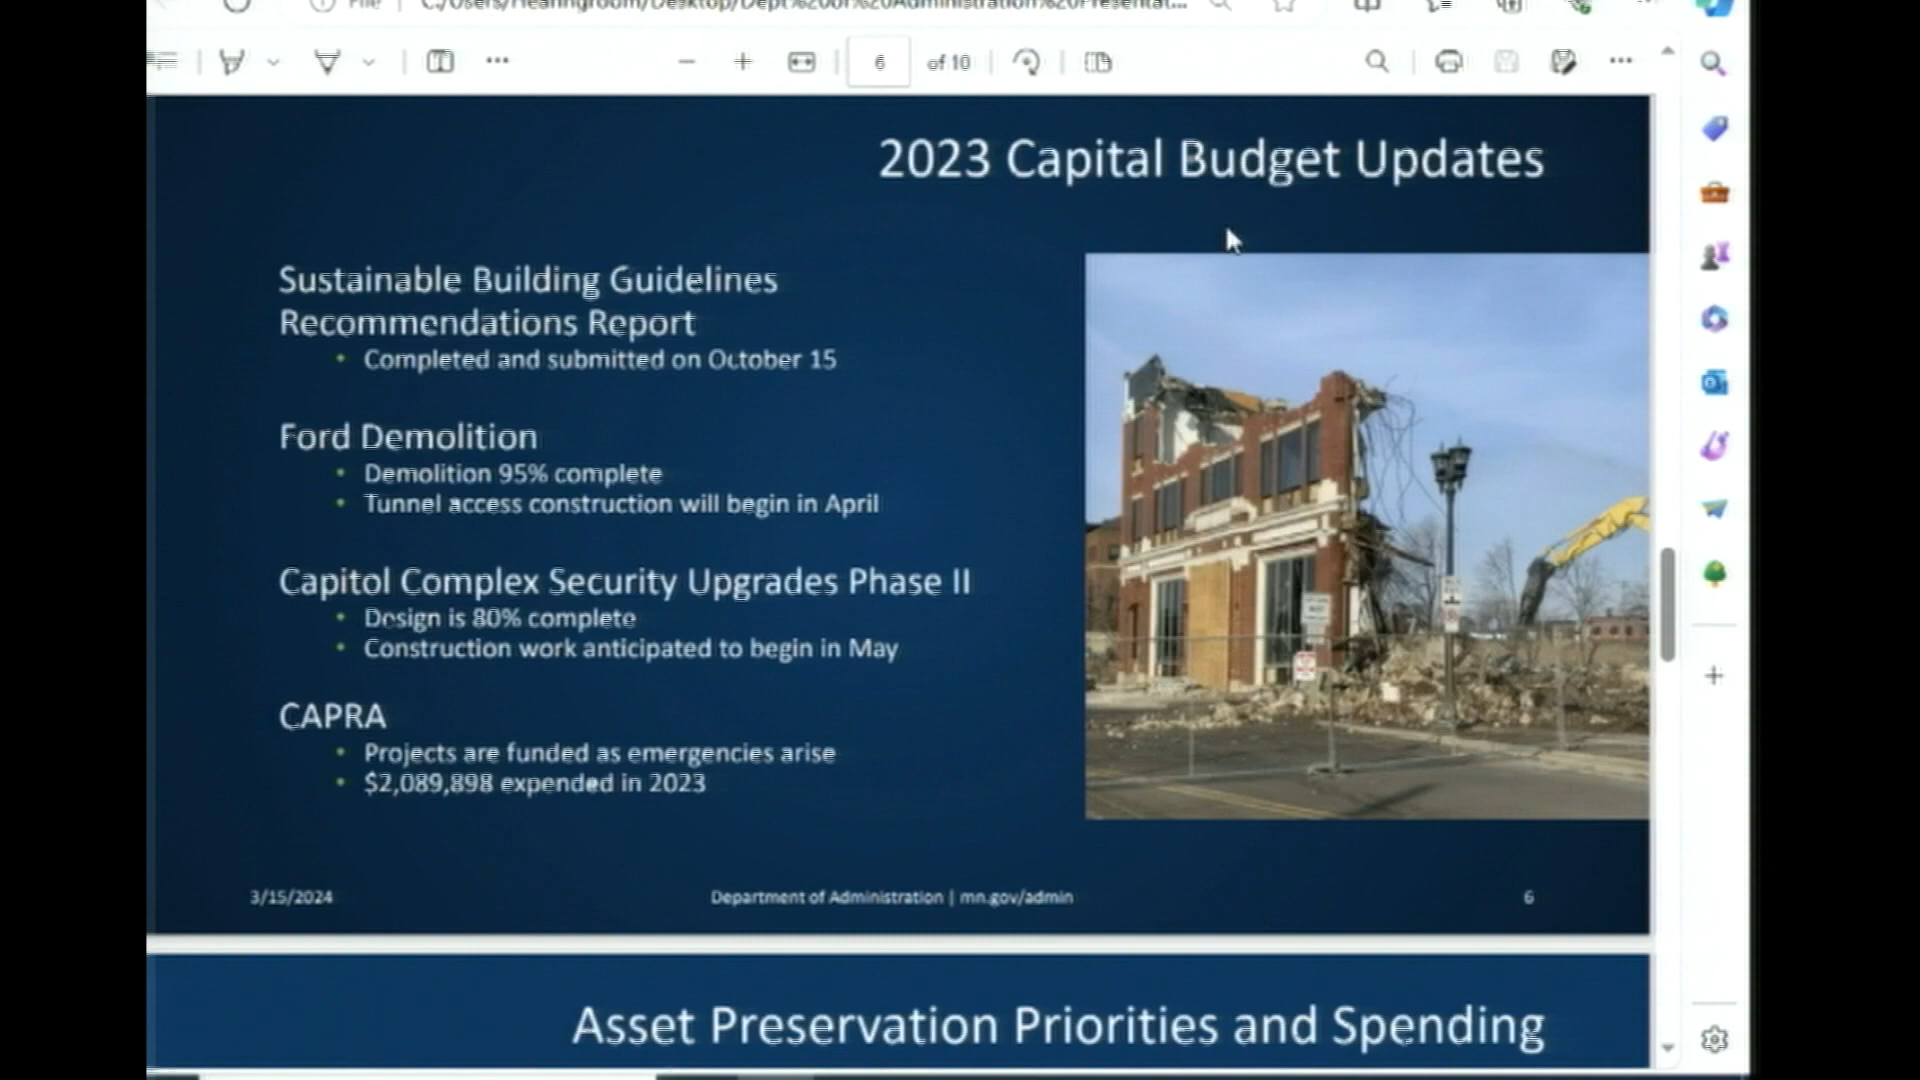 6 of 10
2023 Capital Budget Updates
Sustainable Building Guidelines
Recommendations Report
• Completed and submitted on October 15
Ford Demolition
• Demolition 95% complete
• Tunnel access construction will begin in April
Capitol Complex Security Upgrades Phase II
• Design is 80% complete
• Construction work anticipated to begin in May
CAPRA
• Projects are funded as emergencies arise
• $2,089,898 expended in 2023
3/15/2024
Department of Administration | mn.gov/admin
6
Asset Preservation Priorities and Spending